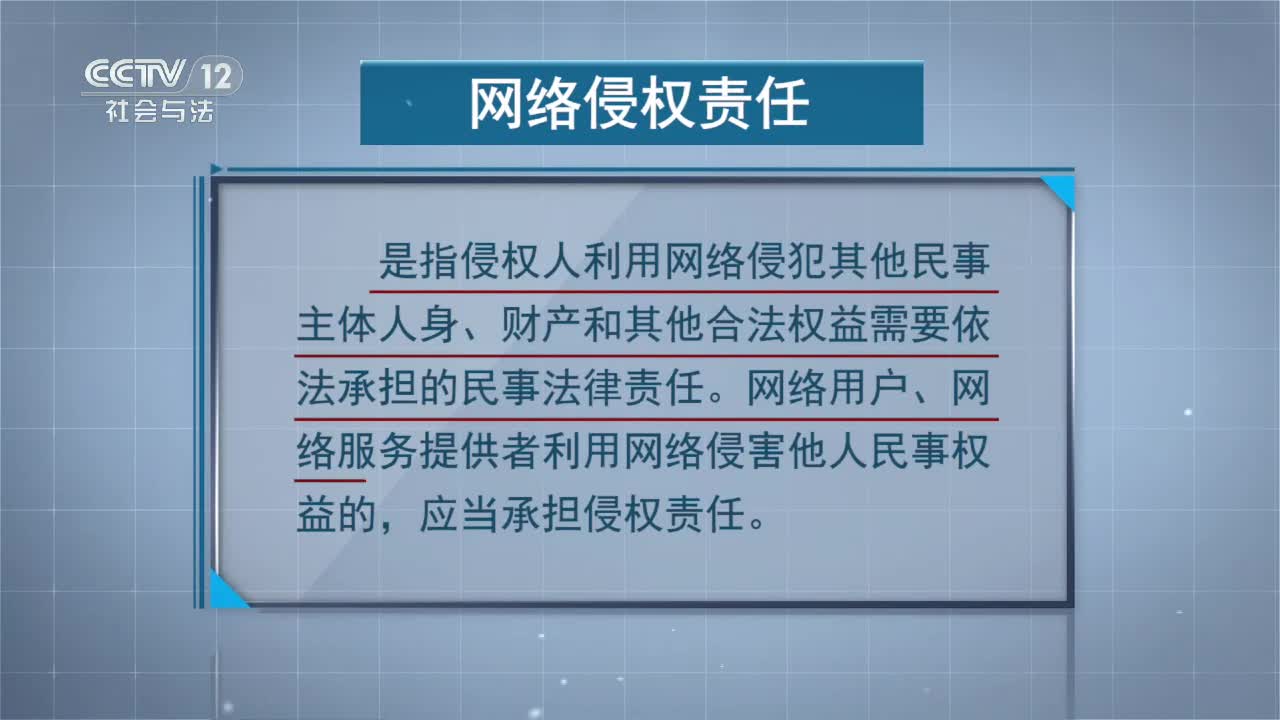 CCTV 12
社会与法
网络侵权责任
是指侵权人利用网络侵犯其他民事
主体人身、财产和其他合法权益需要依
法承担的民事法律责任。网络用户、网
络服务提供者利用网络侵害他人民事权
益的，应当承担侵权责任。